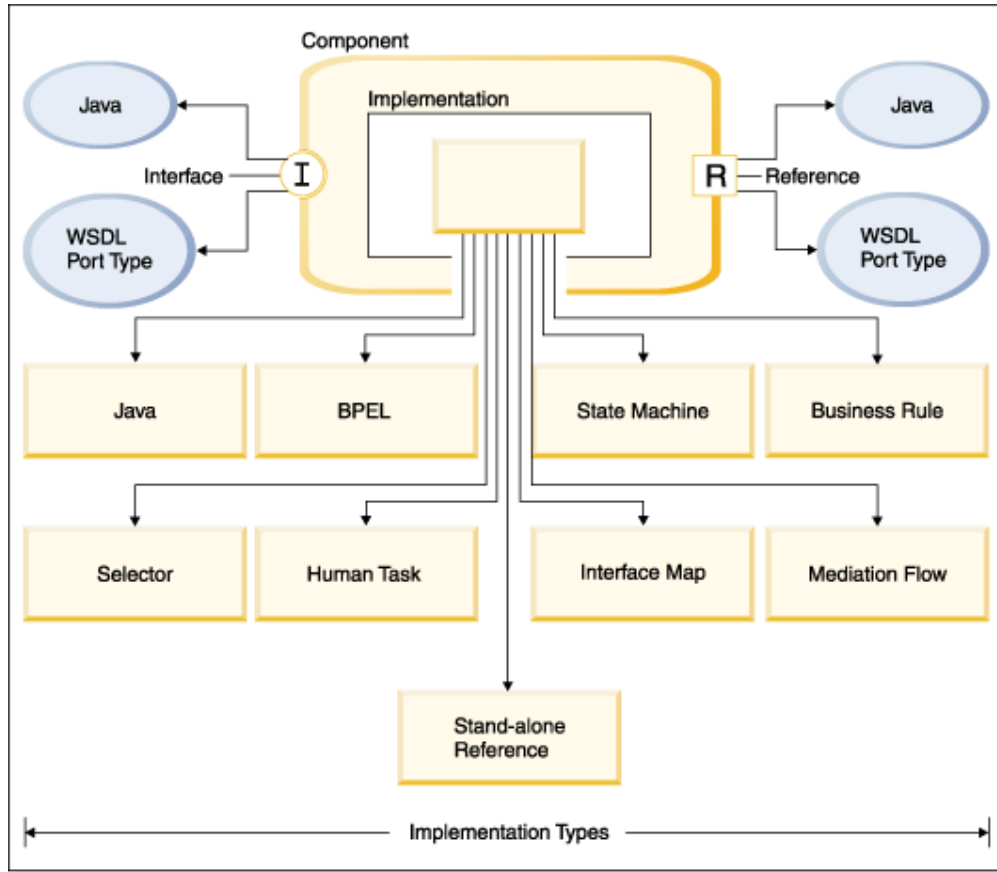 Component
Java
Implementation
Java
Interface
I
R
Reference
WSDL
Port Type
WSDL
Port Type
Java
BPEL
State Machine
Business Rule
Selector
Human Task
Interface Map
Mediation Flow
Stand-alone
Reference
Implementation Types